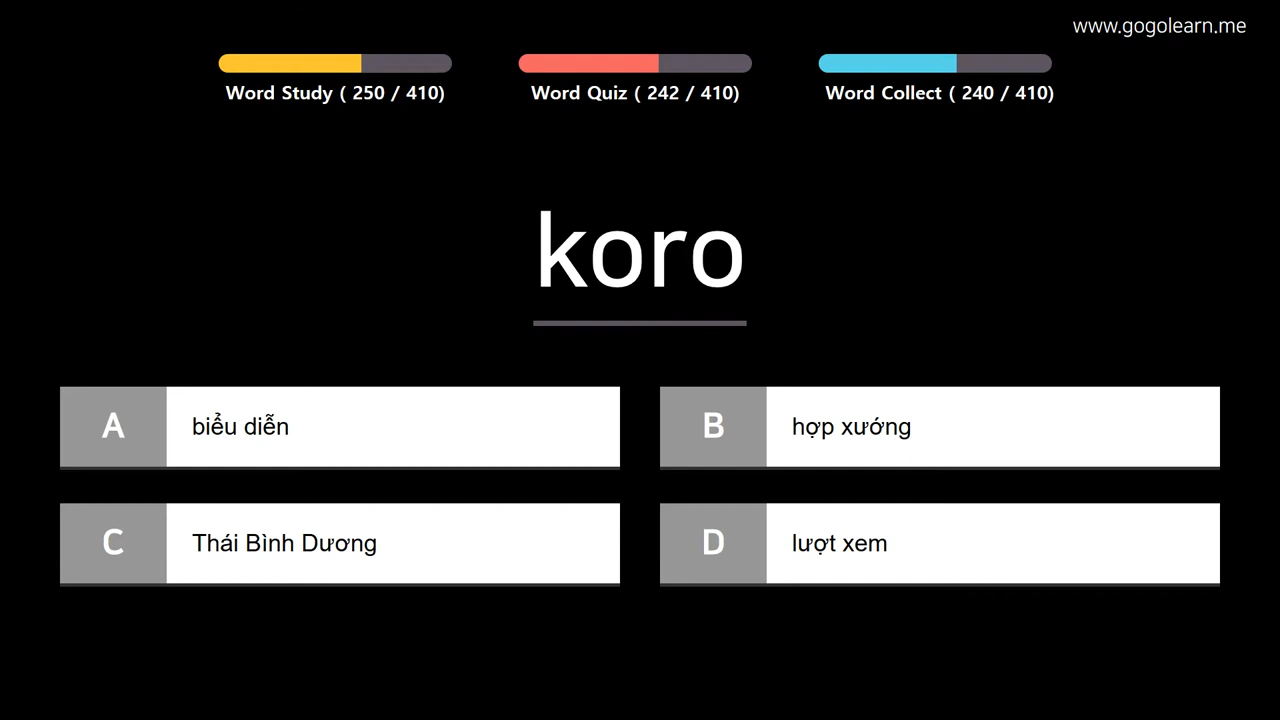 www.gogolearn.me
Word Study ( 250 / 410)
Word Quiz ( 242 / 410)
Word Collect ( 240 / 410)
koro
A biểu diễn
B hợp xướng
C Thái Bình Dương
D lượt xem